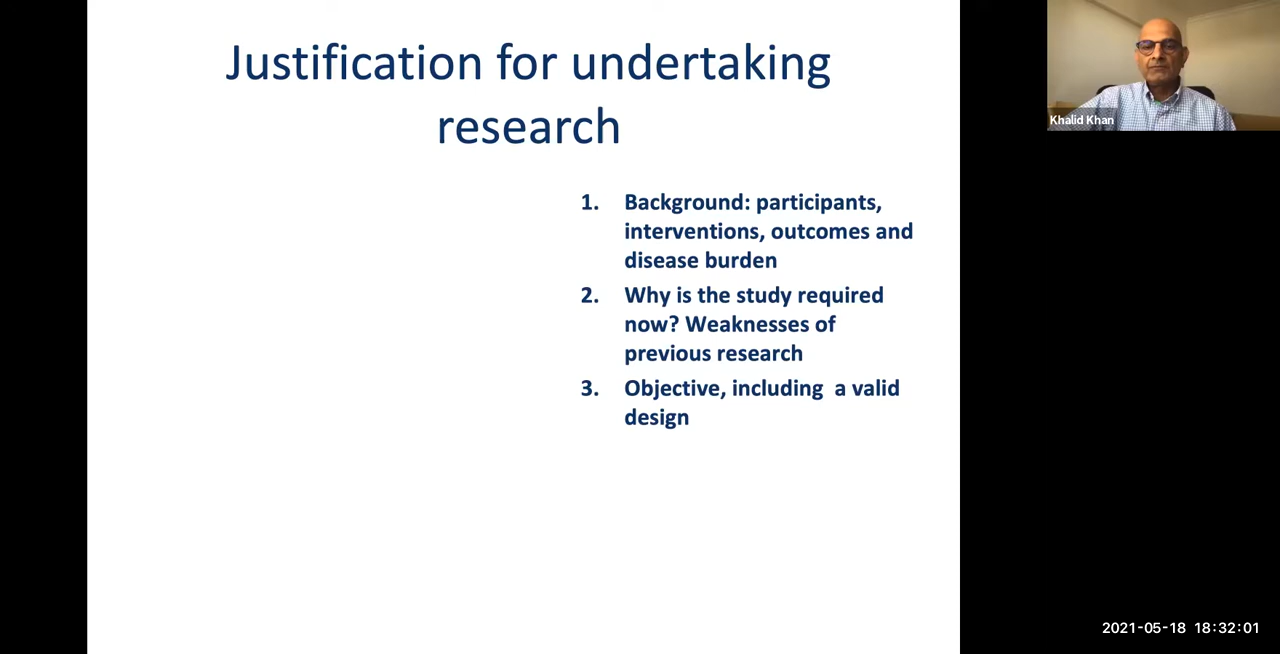 Justification for undertaking
research
1. Background: participants,
interventions, outcomes and
disease burden
2. Why is the study required
now? Weaknesses of
previous research
3. Objective, including  a valid
design
Khalid Khan
2021-05-18 18:32:01